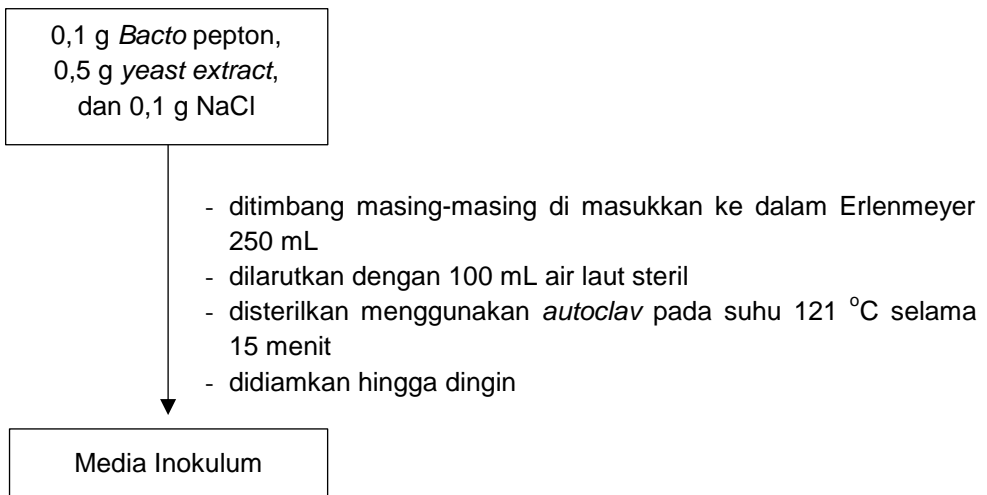 0,1 g Bacto pepton,
0,5 g yeast extract,
dan 0,1 g NaCl
- ditimbang masing-masing di masukkan ke dalam Erlenmeyer
250 mL
- dilarutkan dengan 100 mL air laut steril
- disterilkan menggunakan autoclav pada suhu 121 °C selama
15 menit
- didiamkan hingga dingin
Media Inokulum